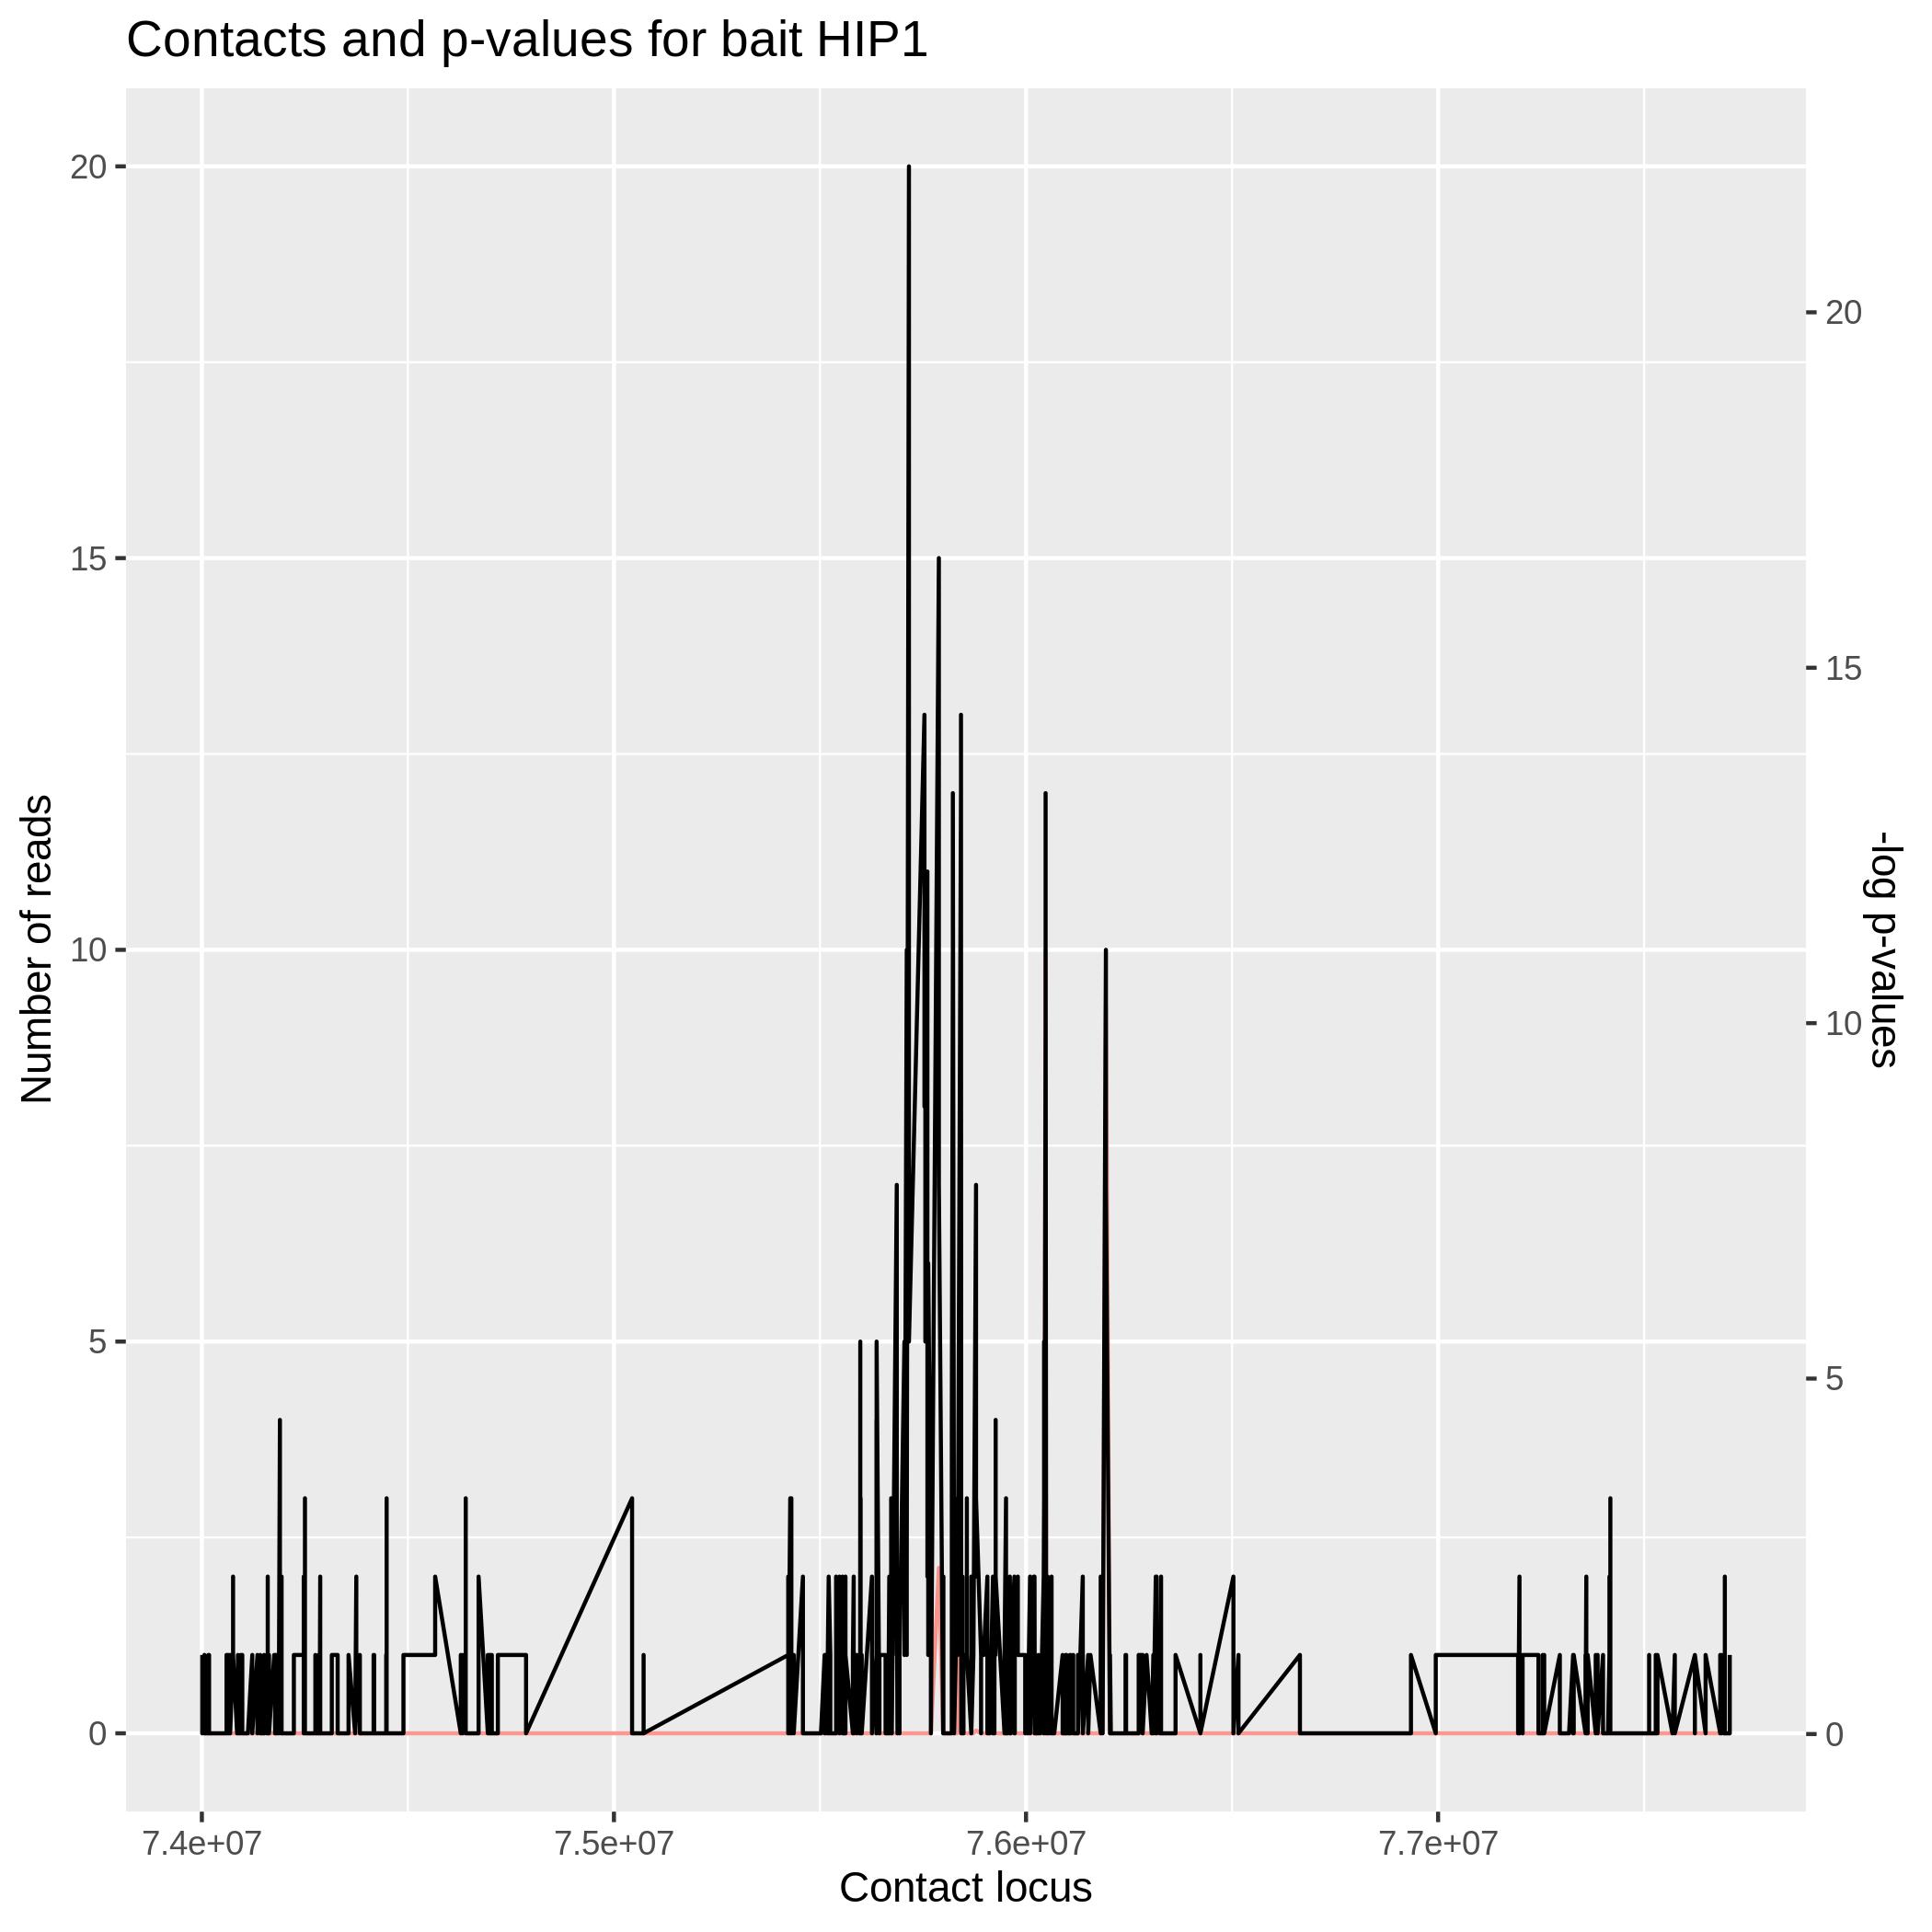 Contacts and p-values for bait HIP1
20
15
10
5
0
Number of reads
20
15
10
5
0
-log p-values
7.4e+07
7.5e+07
7.6e+07
7.7e+07
Contact locus